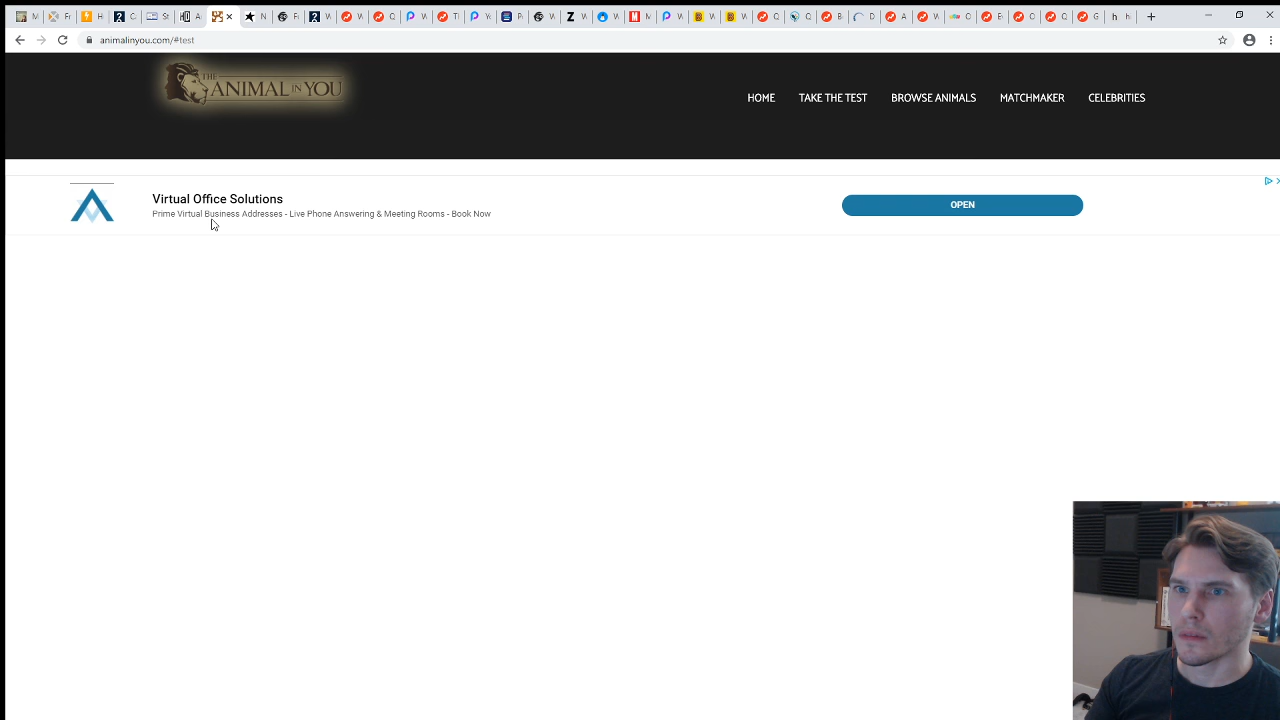 animalinyou.com/#test
THE
ANIMAL IN YOU
HOME
TAKE THE TEST
BROWSE ANIMALS
MATCHMAKER
CELEBRITIES
Virtual Office Solutions
Prime Virtual Business Addresses - Live Phone Answering & Meeting Rooms - Book Now
OPEN